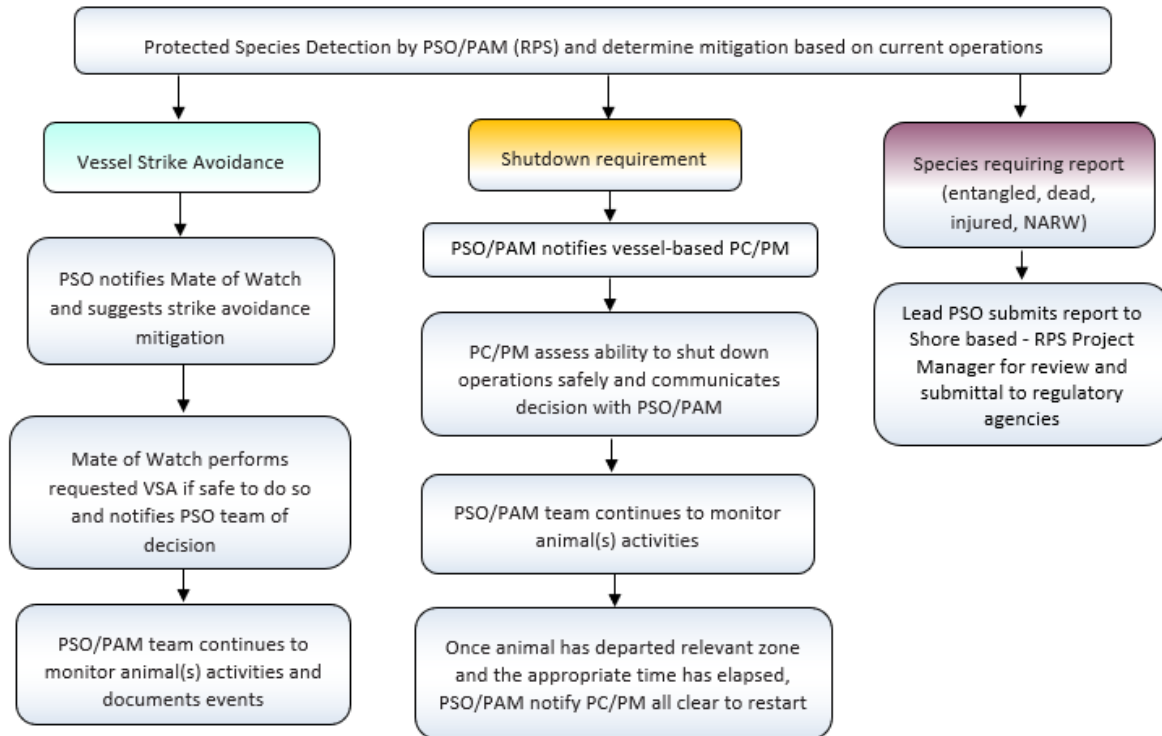 Protected Species Detection by PSO/PAM (RPS) and determine mitigation based on current operations
Vessel Strike Avoidance
PSO notifies Mate of Watch
and suggests strike avoidance
mitigation
Mate of Watch performs
requested VSA if safe to do so
and notifies PSO team of
decision
PSO/PAM team continues to
monitor animal(s) activities and
documents events
Shutdown requirement
PSO/PAM notifies vessel-based PC/PM
PC/PM assess ability to shut down
operations safely and communicates
decision with PSO/PAM
PSO/PAM team continues to monitor
animal(s) activities
Once animal has departed relevant zone
and the appropriate time has elapsed,
PSO/PAM notify PC/PM all clear to restart
Species requiring report
(entangled, dead,
injured, NARW)
Lead PSO submits report to
Shore based - RPS Project
Manager for review and
submittal to regulatory
agencies